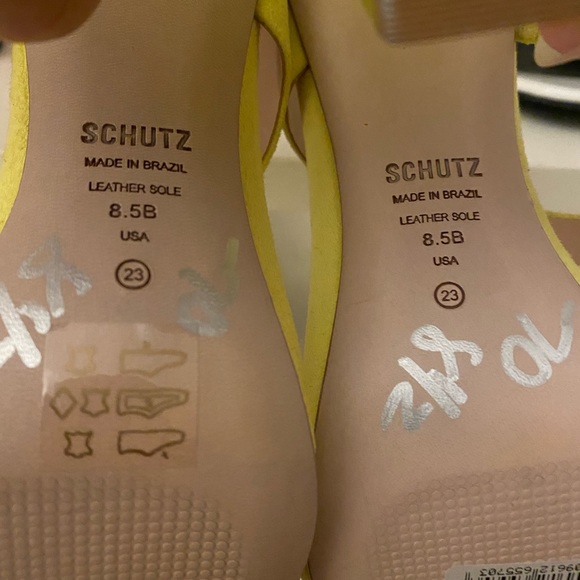 SCHUTZ
MADE IN BRAZIL
LEATHER SOLE
8.5B
USA
23
SCHUTZ
MADE IN BRAZIL
LEATHER SOLE
8.5B
USA
23